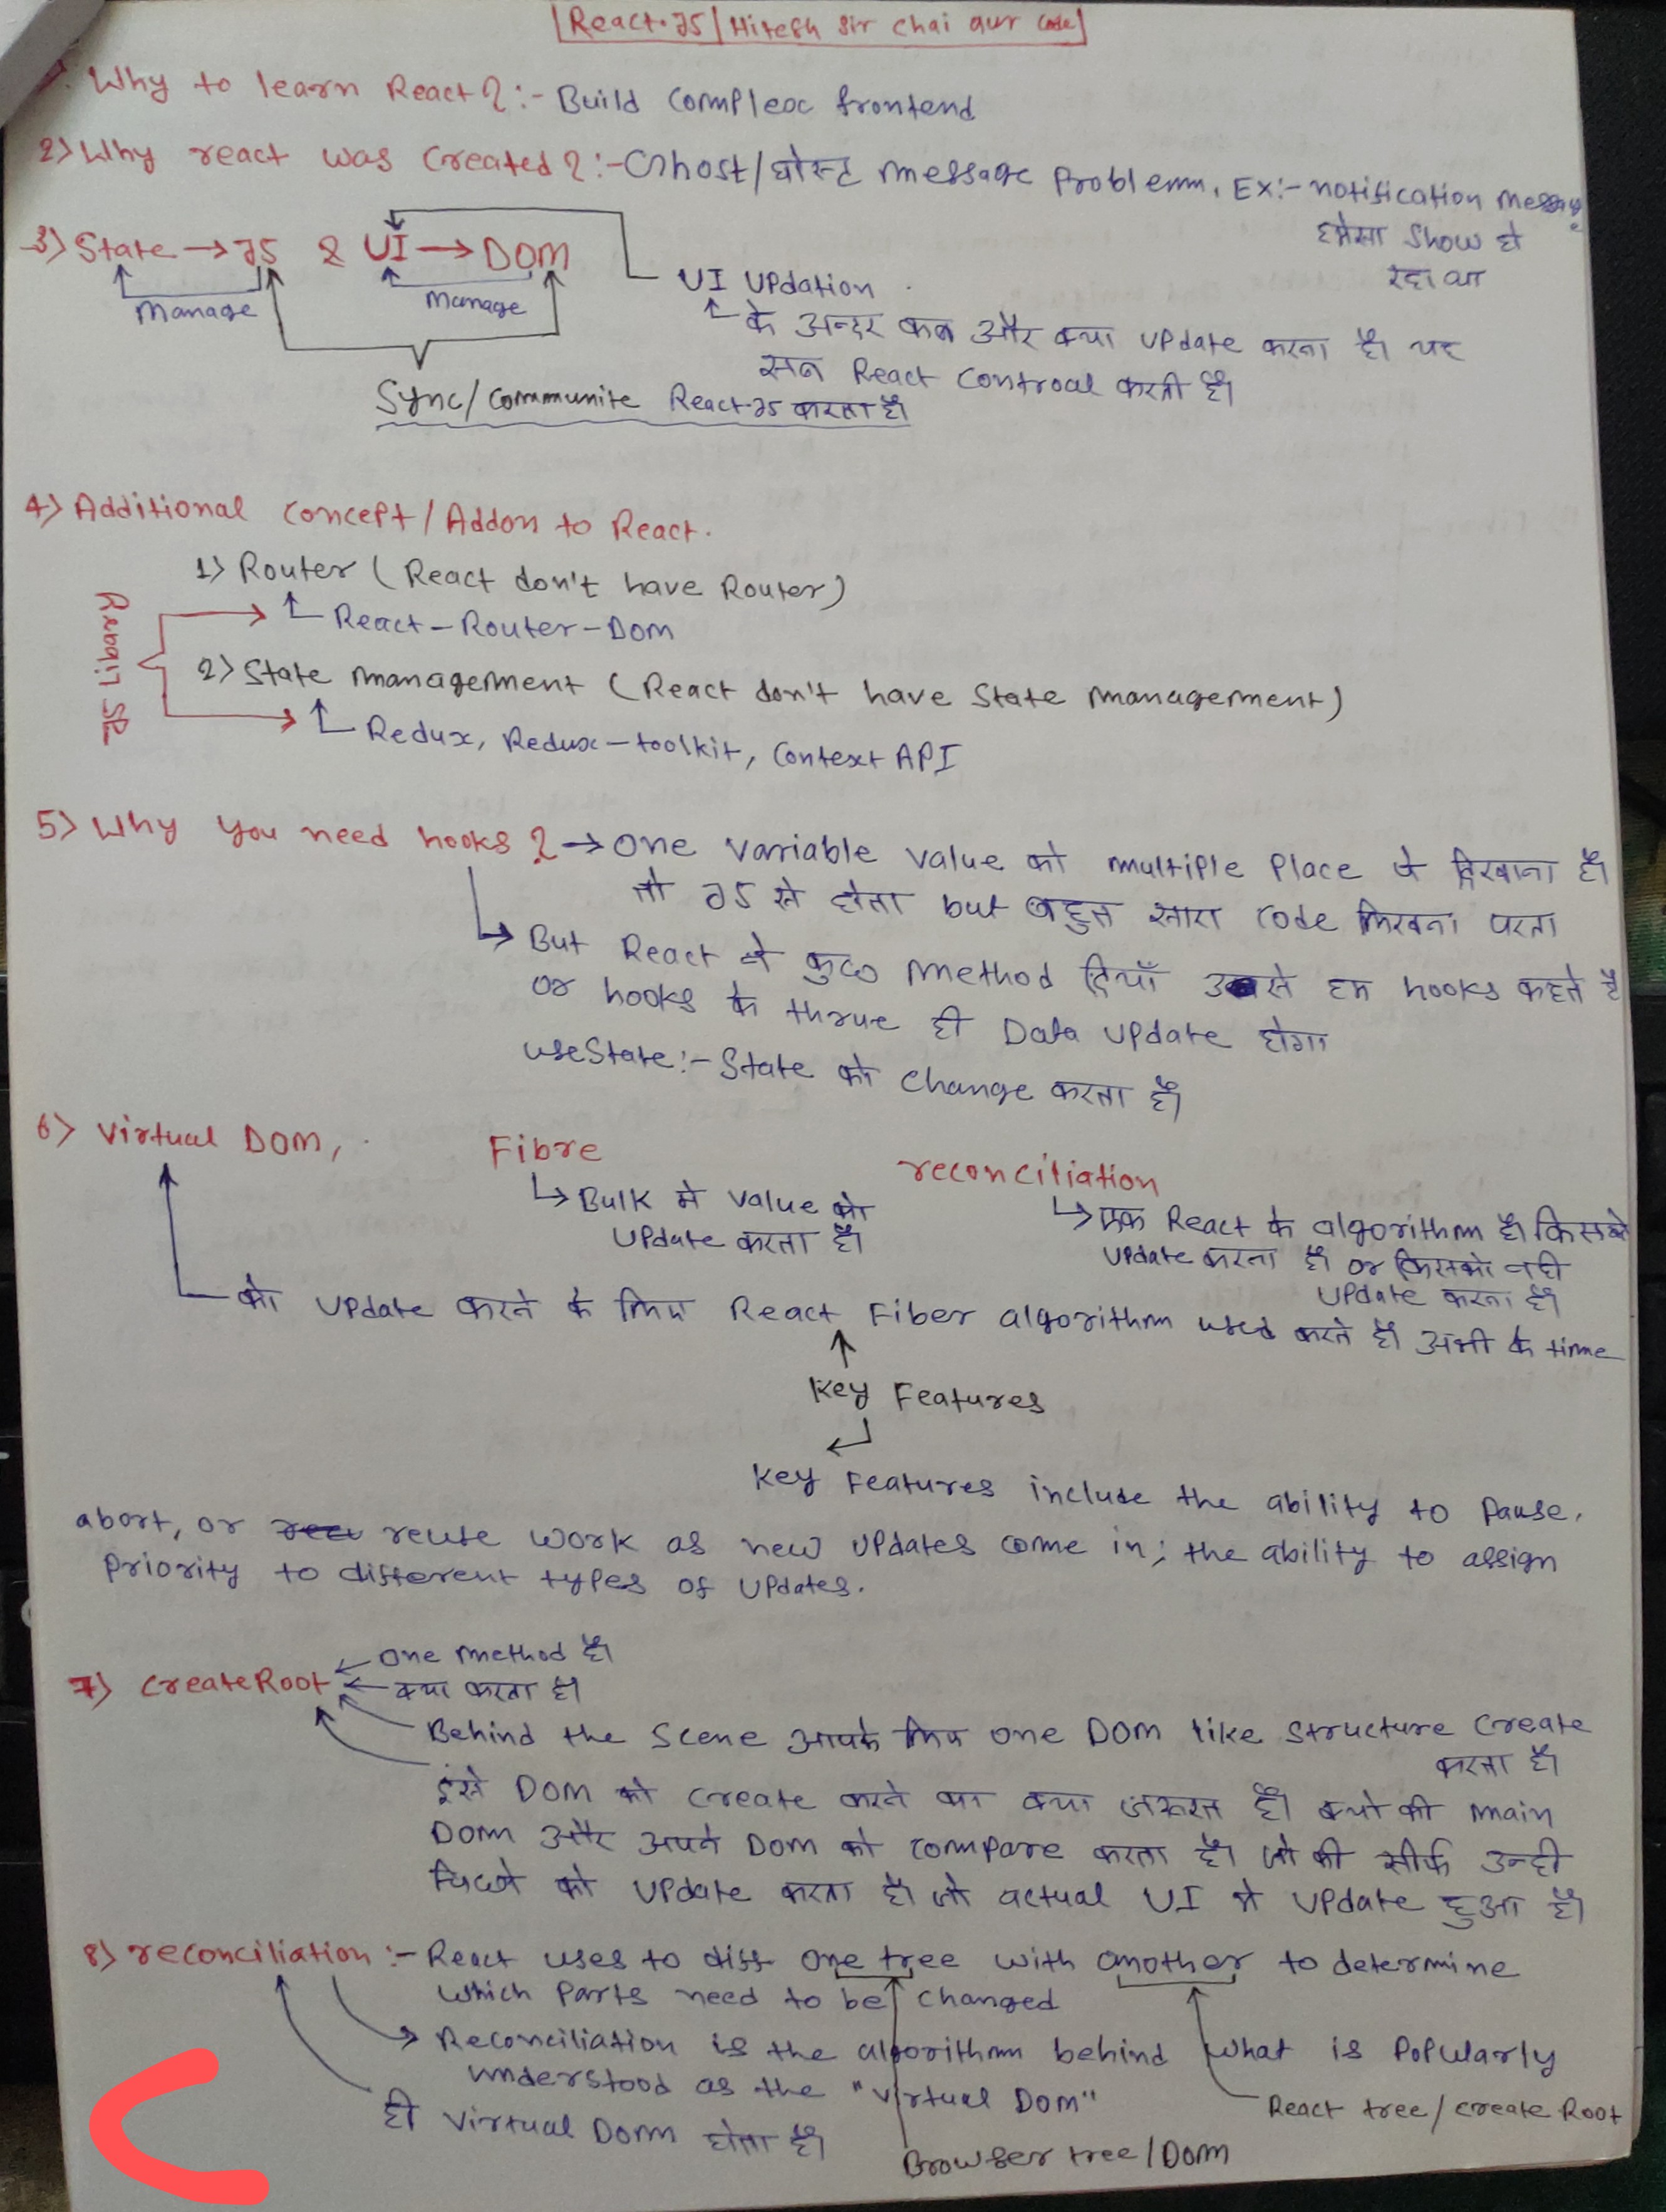 React.JS | Hitesh Sir Chai aur Code
Why to learn React ? :- Build Complex frontend
2> Why react was Created ? :- Ghost/घोस्ट message Problemm, Ex:- notification message
हमेसा Show हो
रहा था
3) State → JS & UI → DOM
manage manage
UI UPdation
के अन्दर कब और क्या UPdate करना है। यह
सब React Controal करती है।
Sync/Communite React.JS करता है।
4> Additional Concept / Addon to React.
1> Router ( React don't have Router)
React-Router-Dom
2> State management ( React don't have State management)
Redux, Redux-toolkit, Context API
5> Why you need hooks ? → One Variable value को multiple Place पे दिखाना है।
तो JS से होता but बहुत सारा Code लिखना परता
But React ने कुछ method दियाँ उसे हम hooks कहते है
or hooks के thrue ही Data UPdate होगा
useState:- State को Change करता है।
6> Virtual DOM, Fibre reconciliation
Bulk मे value को
UPdate करता है।
एक React के algorithm है। किसको
UPdate करना है। or किसको नही
UPdate करना है।
को UPdate करने के लिए React Fiber algorithm used करते है। अभी के time
Key Features
Key Features include the ability to Pause,
abort, or reuse work as new UPdates come in; the ability to assign
Priority to different types of UPdates.
7) CreateRoot
One method है।
क्या करता है।
Behind the Scene आपके लिए one DOM like Structure Create
करता है।
इसे DOM को Create करने का क्या जरूरत है। क्यो की main
DOM और अपने DOM को Compare करता है। जो की सीर्फ उन्ही
चिजो को UPdate करता है। जो actual UI मे UPdate हुआ है।
8) reconciliation :- React uses to diff one tree with another to determine
which Parts need to be changed
Reconciliation is the algorithm behind what is PoPularly
understood as the "Virtual Dom"
React tree/create Root
ही Virtual Dom होता है।
Browser tree/Dom